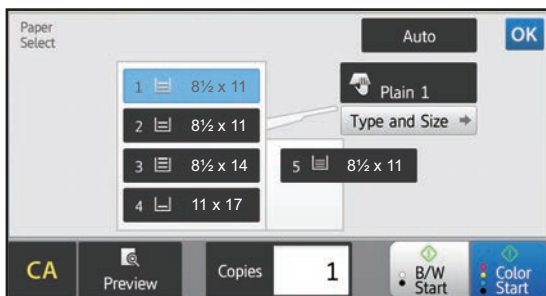 Paper
Select
Auto
OK
1 8½ x 11
Plain 1
2 8½ x 11
Type and Size
3 8½ x 14
5 8½ x 11
4 11 x 17
CA
Preview
Copies
1
B/W
Start
Color
Start